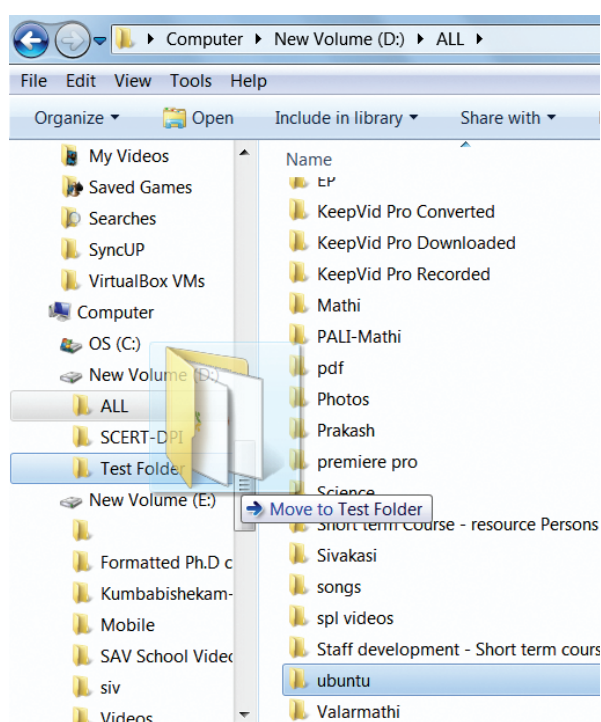 Computer New Volume (D:) ALL
File Edit View Tools Help
Organize Open Include in library Share with
My Videos
Saved Games
Searches
SyncUP
VirtualBox VMs
Computer
OS (C:)
New Volume (D:)
ALL
SCERT-DPI
Test Folder
New Volume (E:)
Formatted Ph.D c
Kumbabishekam-
Mobile
SAV School Videc
siv
Videos
Name
EP
KeepVid Pro Converted
KeepVid Pro Downloaded
KeepVid Pro Recorded
Mathi
PALI-Mathi
pdf
Photos
Prakash
premiere pro
Science
Move to Test Folder
Short term Course - resource Persons
Sivakasi
songs
spl videos
Staff development - Short term cours
ubuntu
Valarmathi